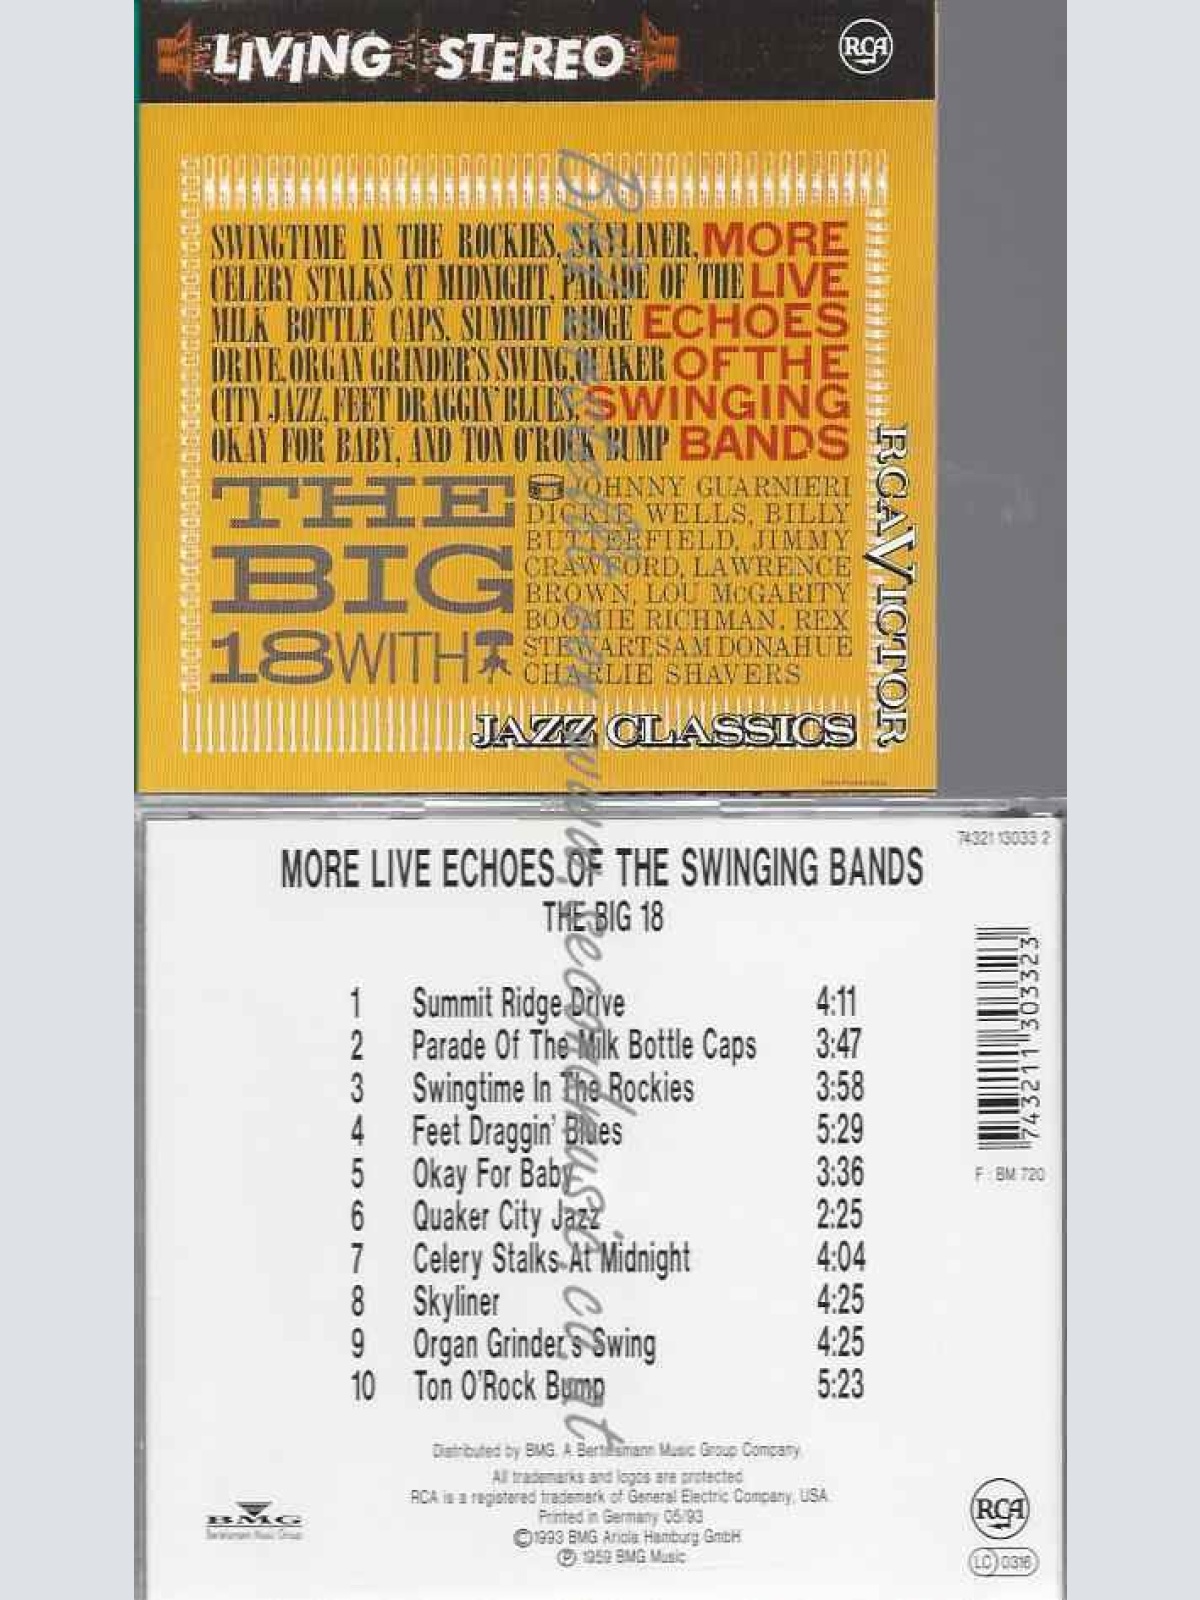 LIVING STEREO
RCA
SWINGTIME IN THE ROCKIES, SKYLINER, MORE
CELERY STALKS AT MIDNIGHT, PARADE OF THE LIVE
MILK BOTTLE CAPS, SUMMIT RIDGE ECHOES
DRIVE, ORGAN GRINDER'S SWING, QUAKER OF THE
CITY JAZZ, FEET DRAGGIN' BLUES, SWINGING
OKAY FOR BABY, AND TON O'ROCK BUMP BANDS
THE
BIG
18 WITH
JOHNNY GUARNIERI
DICKIE WELLS, BILLY
BUTTERFIELD, JIMMY
CRAWFORD, LAWRENCE
BROWN, LOU McGARITY
BOOMIE RICHMAN, REX
STEWART, SAM DONAHUE
CHARLIE SHAVERS
RCA VICTOR
JAZZ CLASSICS
74321 13033 2
MORE LIVE ECHOES OF THE SWINGING BANDS
THE BIG 18
1 Summit Ridge Drive 4:11
2 Parade Of The Milk Bottle Caps 3:47
3 Swingtime In The Rockies 3:58
4 Feet Draggin' Blues 5:29
5 Okay For Baby 3:36
6 Quaker City Jazz 2:25
7 Celery Stalks At Midnight 4:04
8 Skyliner 4:25
9 Organ Grinder's Swing 4:25
10 Ton O'Rock Bump 5:23
7 43211 30332 3
F: BM 720
Distributed by BMG. A Bertelsmann Music Group Company.
All trademarks and logos are protected
RCA is a registered trademark of General Electric Company, USA
Printed in Germany 05/93
©1993 BMG Ariola Hamburg GmbH
℗ 1959 BMG Music
BMG
Bertelsmann Music Group
RCA
LC 0316